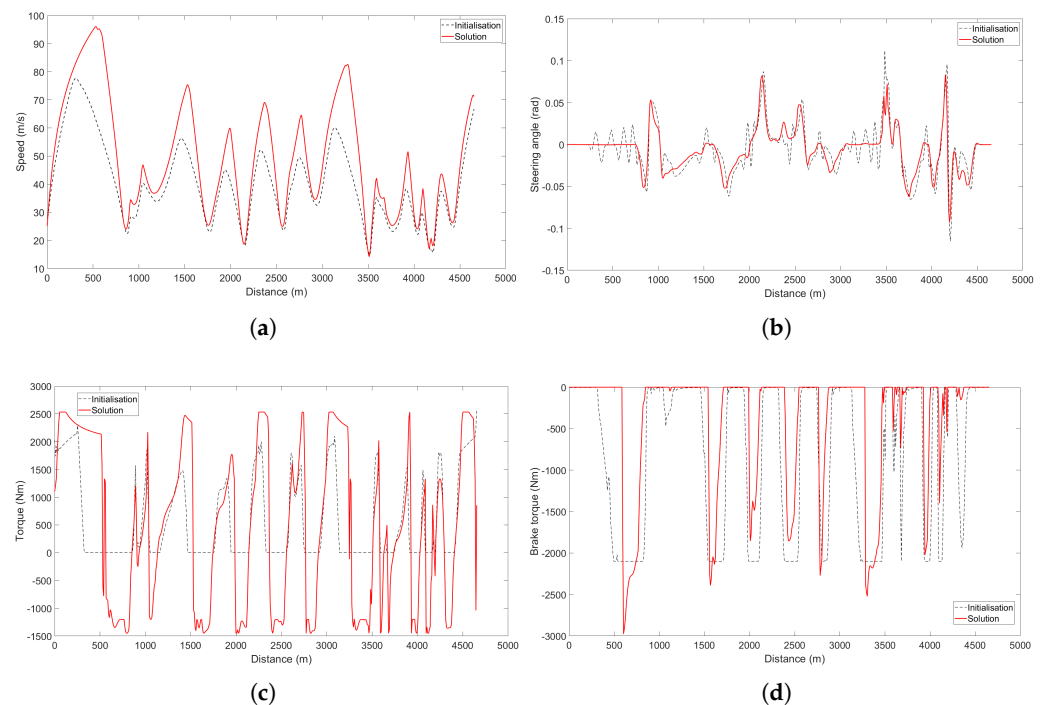 100
90
80
70
60
50
40
30
20
10
Speed (m/s)
0 500 1000 1500 2000 2500 3000 3500 4000 4500 5000
Distance (m)
Initialisation
Solution
(a)
0.15
0.1
0.05
0
-0.05
-0.1
-0.15
Steering angle (rad)
0 500 1000 1500 2000 2500 3000 3500 4000 4500 5000
Distance (m)
Initialisation
Solution
(b)
3000
2500
2000
1500
1000
500
0
-500
-1000
-1500
Torque (Nm)
0 500 1000 1500 2000 2500 3000 3500 4000 4500 5000
Distance (m)
Initialisation
Solution
(c)
0
-500
-1000
-1500
-2000
-2500
-3000
Brake torque (Nm)
0 500 1000 1500 2000 2500 3000 3500 4000 4500 5000
Distance (m)
Initialisation
Solution
(d)